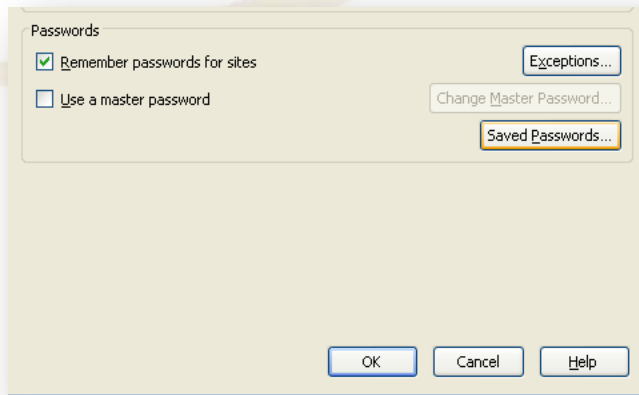 Passwords
Remember passwords for sites
Exceptions...
Use a master password
Change Master Password...
Saved Passwords...
OK
Cancel
Help